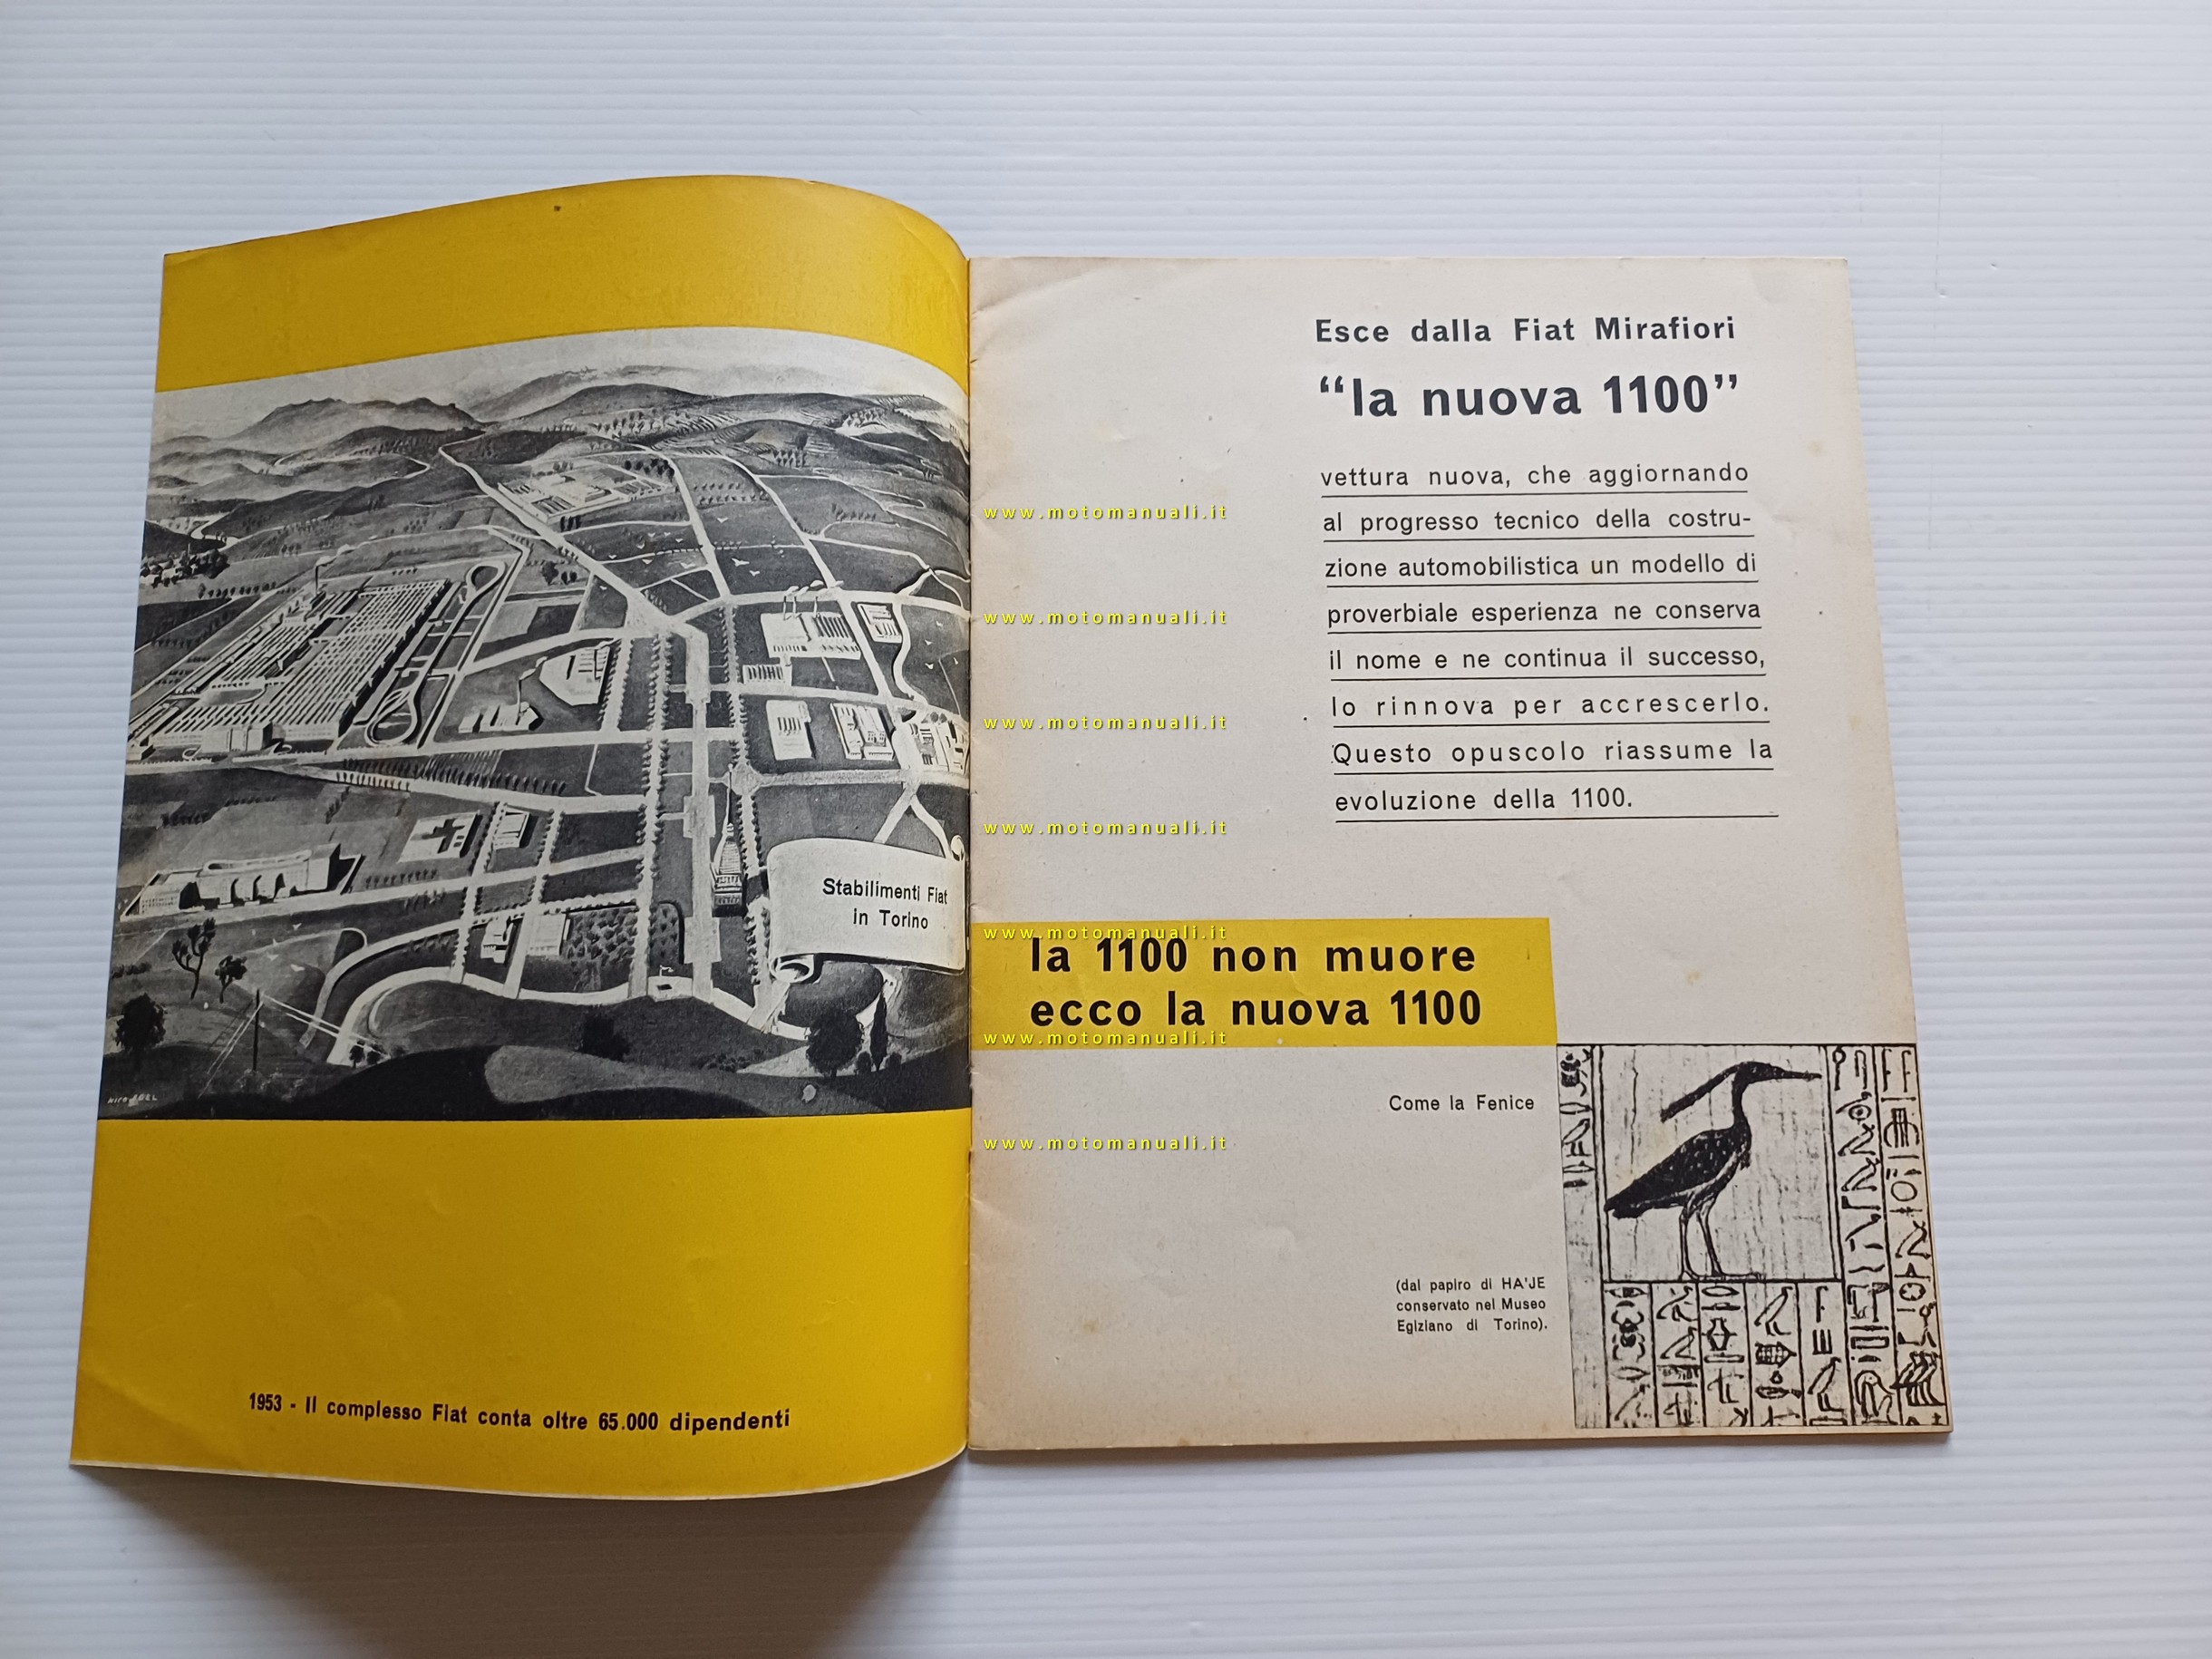 Stabilimenti Fiat
in Torino
1953 - Il complesso Fiat conta oltre 65.000 dipendenti
Esce dalla Fiat Mirafiori
“la nuova 1100”
vettura nuova, che aggiornando
al progresso tecnico della costru-
zione automobilistica un modello di
proverbiale esperienza ne conserva
il nome e ne continua il successo,
lo rinnova per accrescerlo.
Questo opuscolo riassume la
evoluzione della 1100.
la 1100 non muore
ecco la nuova 1100
Come la Fenice
(dal papiro di HA'JE
conservato nel Museo
Egiziano di Torino).
www.motomanuali.it
www.motomanuali.it
www.motomanuali.it
www.motomanuali.it
www.motomanuali.it
www.motomanuali.it
www.motomanuali.it